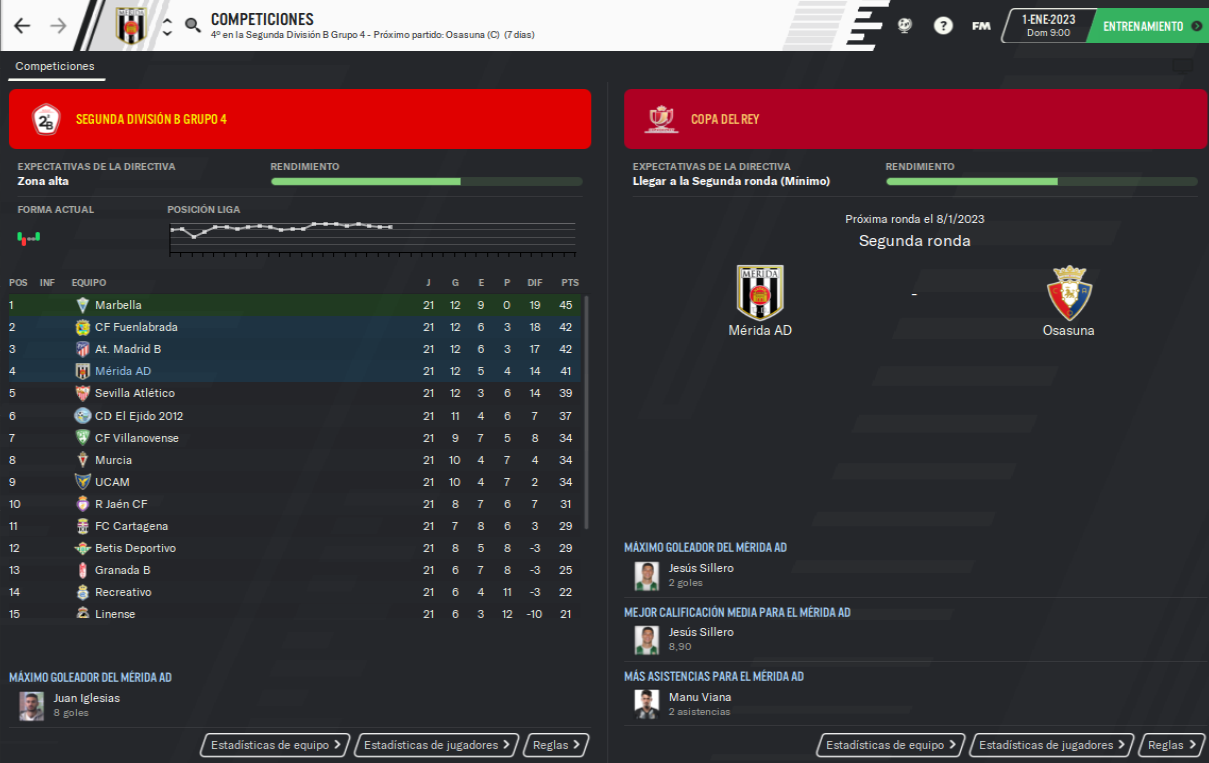 COMPETICIONES
4º en la Segunda División B Grupo 4 - Próximo partido: Osasuna (C) (7 días)
?
FM
1-ENE-2023
Dom 9:00
ENTRENAMIENTO
Competiciones
2ªB
SEGUNDA DIVISIÓN B GRUPO 4
EXPECTATIVAS DE LA DIRECTIVA
RENDIMIENTO
Zona alta
FORMA ACTUAL
POSICIÓN LIGA
POS INF EQUIPO J G E P DIF PTS
1 Marbella 21 12 9 0 19 45
2 CF Fuenlabrada 21 12 6 3 18 42
3 At. Madrid B 21 12 6 3 17 42
4 Mérida AD 21 12 5 4 14 41
5 Sevilla Atlético 21 12 3 6 14 39
6 CD El Ejido 2012 21 11 4 6 7 37
7 CF Villanovense 21 9 7 5 8 34
8 Murcia 21 10 4 7 4 34
9 UCAM 21 10 4 7 2 34
10 R Jaén CF 21 8 7 6 7 31
11 FC Cartagena 21 7 8 6 3 29
12 Betis Deportivo 21 8 5 8 -3 29
13 Granada B 21 6 7 8 -3 25
14 Recreativo 21 6 4 11 -3 22
15 Linense 21 6 3 12 -10 21
MÁXIMO GOLEADOR DEL MÉRIDA AD
Juan Iglesias
8 goles
Estadísticas de equipo
Estadísticas de jugadores
Reglas
COPA DEL REY
EXPECTATIVAS DE LA DIRECTIVA
RENDIMIENTO
Llegar a la Segunda ronda (Mínimo)
Próxima ronda el 8/1/2023
Segunda ronda
MÉRIDA
-
Mérida AD
Osasuna
MÁXIMO GOLEADOR DEL MÉRIDA AD
Jesús Sillero
2 goles
MEJOR CALIFICACIÓN MEDIA PARA EL MÉRIDA AD
Jesús Sillero
8,90
MÁS ASISTENCIAS PARA EL MÉRIDA AD
Manu Viana
2 asistencias
Estadísticas de equipo
Estadísticas de jugadores
Reglas